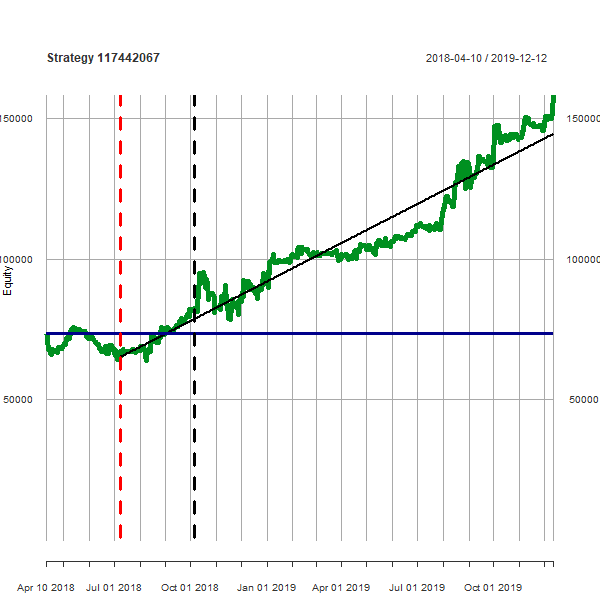 Strategy 117442067
2018-04-10 / 2019-12-12
150000 150000
100000 100000
Equity
50000 50000
Apr 10 2018 Jul 01 2018 Oct 01 2018 Jan 01 2019 Apr 01 2019 Jul 01 2019 Oct 01 2019